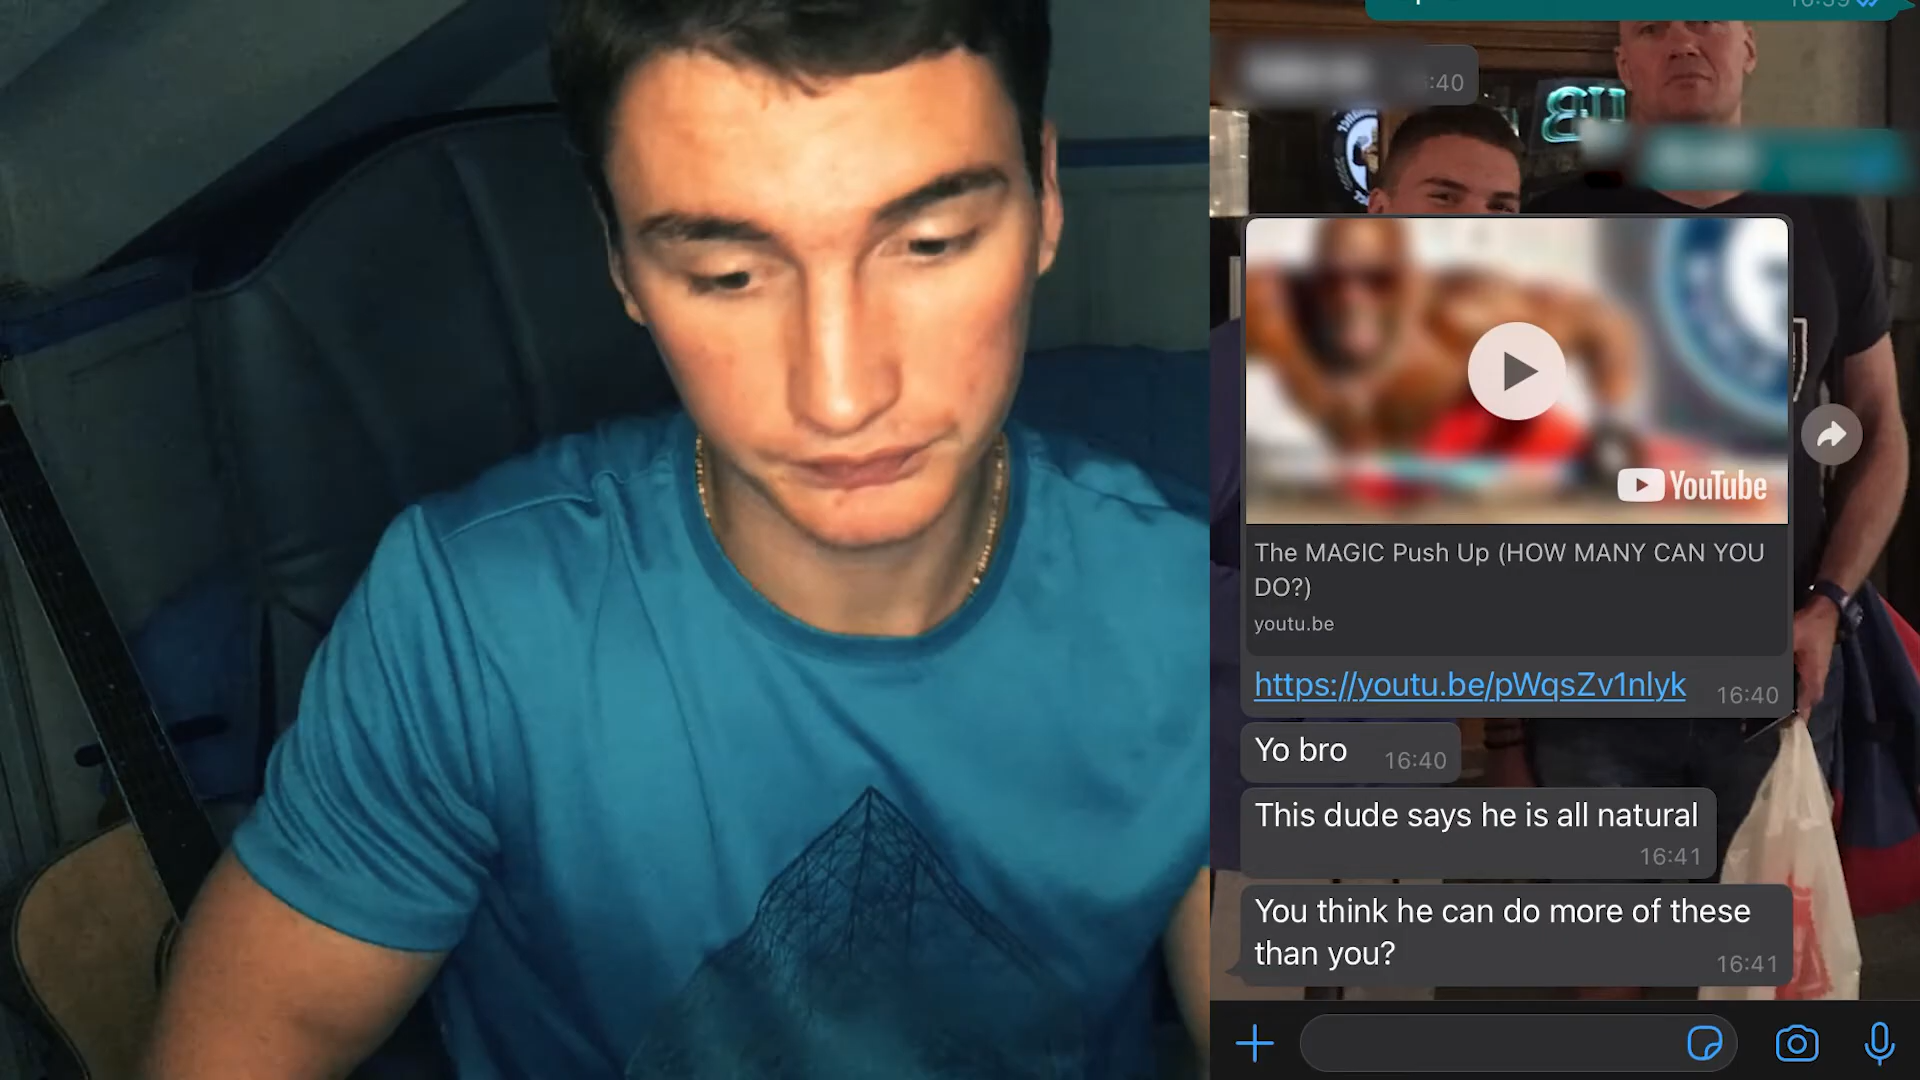 16:39
:40
YouTube
The MAGIC Push Up (HOW MANY CAN YOU
DO?)
youtu.be
https://youtu.be/pWqsZv1nlyk 16:40
Yo bro 16:40
This dude says he is all natural
16:41
You think he can do more of these
than you?
16:41